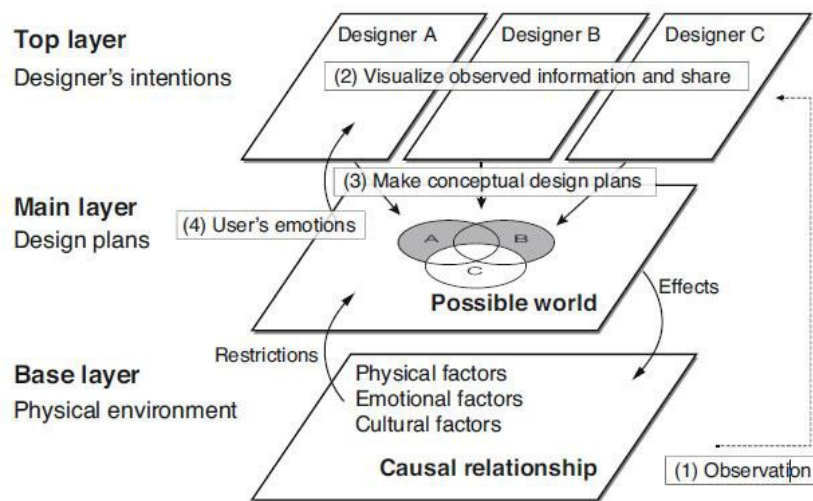 Top layer
Designer's intentions
Designer A
Designer B
Designer C
(2) Visualize observed information and share
(3) Make conceptual design plans
Main layer
Design plans
(4) User's emotions
A
B
C
Possible world
Effects
Restrictions
Base layer
Physical environment
Physical factors
Emotional factors
Cultural factors
Causal relationship
(1) Observation